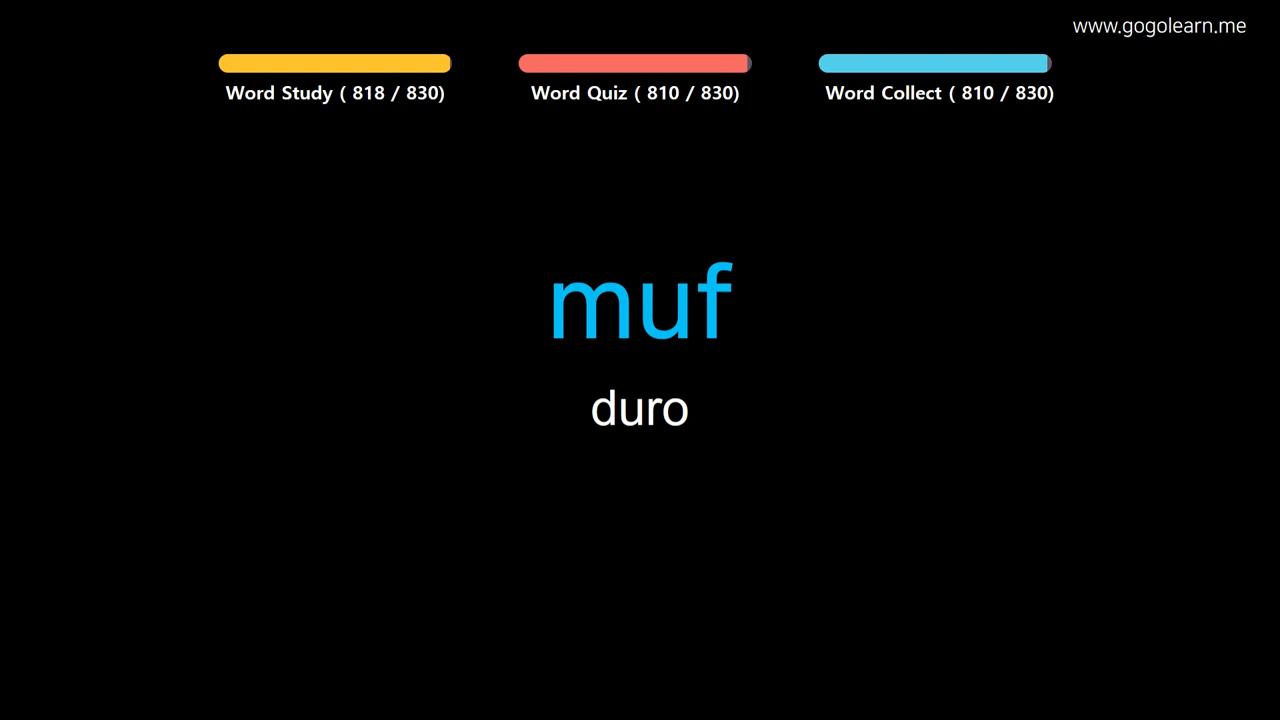 www.gogolearn.me
Word Study ( 818 / 830)
Word Quiz ( 810 / 830)
Word Collect ( 810 / 830)
muf
duro